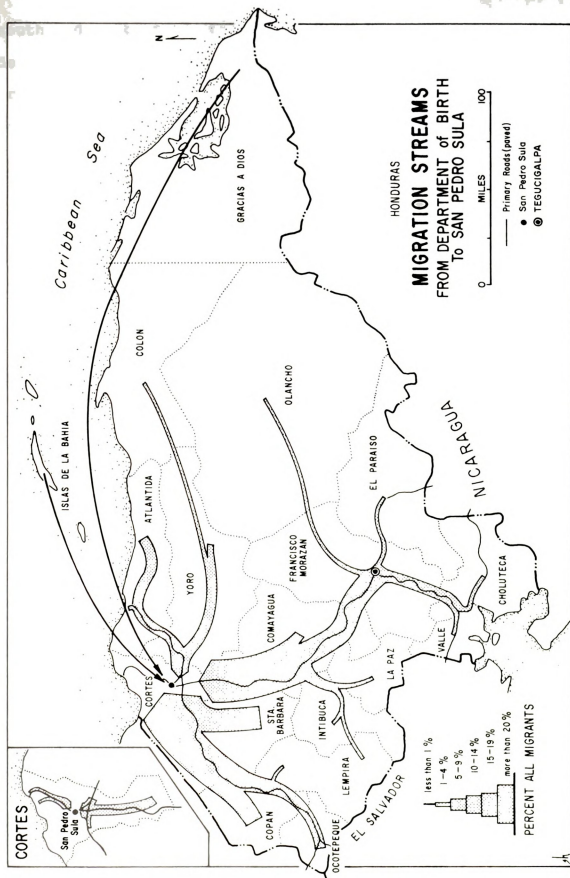 HONDURAS
MIGRATION STREAMS
FROM DEPARTMENT of BIRTH
To SAN PEDRO SULA
MILES
0 100
Primary Roads (paved)
San Pedro Sula
TEGUCIGALPA
N
Caribbean Sea
ISLAS DE LA BAHIA
GRACIAS A DIOS
COLON
OLANCHO
ATLANTIDA
YORO
EL PARAISO
FRANCISCO
MORAZAN
COMAYAGUA
CORTES
STA.
BARBARA
INTIBUCA
LA PAZ
LEMPIRA
COPAN
OCOTEPEQUE
VALLE
CHOLUTECA
NICARAGUA
EL SALVADOR
CORTES
San Pedro
Sula
less than 1 %
1-4 %
5-9 %
10-14 %
15-19 %
more than 20 %
PERCENT ALL MIGRANTS